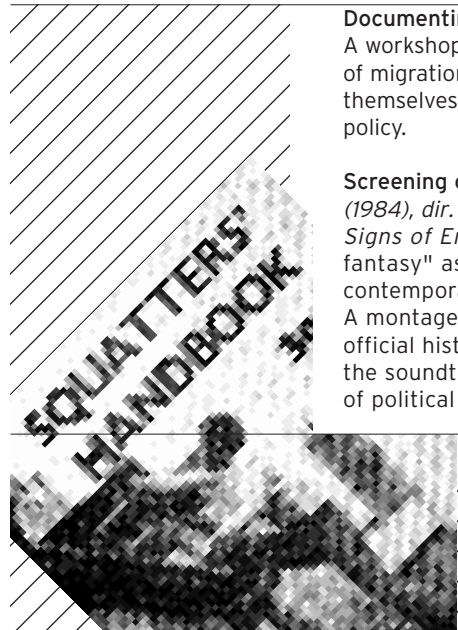 SQUATTERS'
HANDBOOK
Documenti
A workshop
of migration
themselves
policy.
Screening
(1984), dir.
Signs of Em
fantasy" as
contempora
A montage
official hist
the soundt
of political